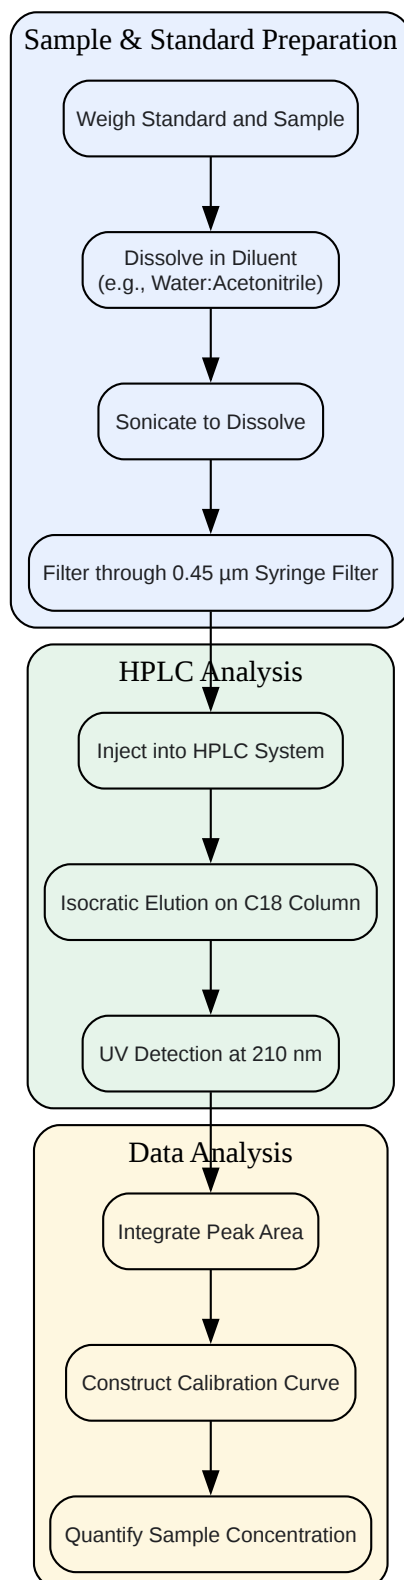 Sample & Standard Preparation
Weigh Standard and Sample
Dissolve in Diluent
(e.g., Water:Acetonitrile)
Sonicate to Dissolve
Filter through 0.45 µm Syringe Filter
HPLC Analysis
Inject into HPLC System
Isocratic Elution on C18 Column
UV Detection at 210 nm
Data Analysis
Integrate Peak Area
Construct Calibration Curve
Quantify Sample Concentration